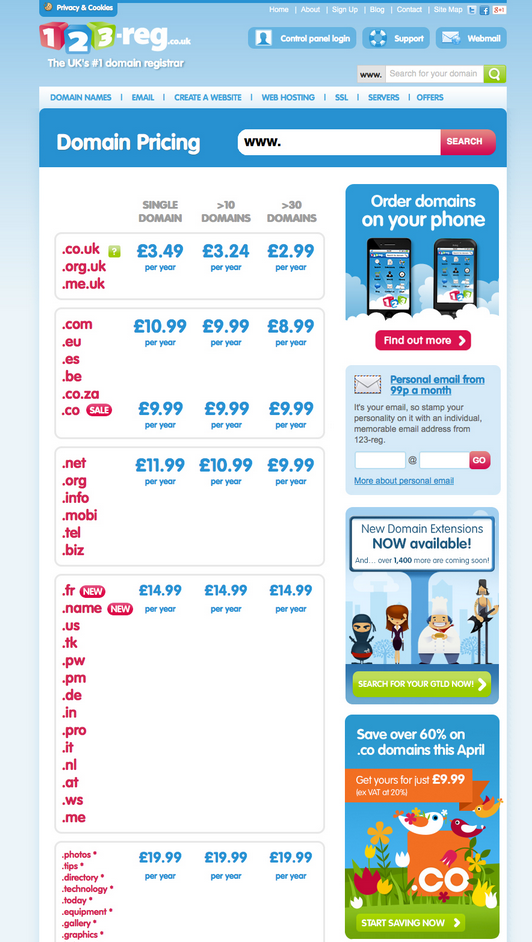 Privacy & Cookies
Home | About | Sign Up | Blog | Contact | Site Map
123-reg.co.uk
The UK's #1 domain registrar
Control panel login
Support
Webmail
www. Search for your domain
DOMAIN NAMES | EMAIL | CREATE A WEBSITE | WEB HOSTING | SSL | SERVERS | OFFERS
Domain Pricing
www.
SEARCH
SINGLE DOMAIN >10 DOMAINS >30 DOMAINS
.co.uk ? £3.49 £3.24 £2.99
.org.uk per year per year per year
.me.uk
.com £10.99 £9.99 £8.99
.eu per year per year per year
.es
.be
.co.za
.co SALE £9.99 £9.99 £9.99
per year per year per year
.net £11.99 £10.99 £9.99
.org per year per year per year
.info
.mobi
.tel
.biz
.fr NEW £14.99 £14.99 £14.99
.name NEW per year per year per year
.us
.tk
.pw
.pm
.de
.in
.pro
.it
.nl
.at
.ws
.me
.photos * £19.99 £19.99 £19.99
.tips *
.directory * per year per year per year
.technology *
.today *
.equipment *
.gallery *
.graphics *
Order domains
on your phone
123
123
Find out more
Personal email from
99p a month
It's your email, so stamp your
personality on it with an individual,
memorable email address from
123-reg.
@ GO
More about personal email
New Domain Extensions
NOW available!
And... over 1,400 more are coming soon!
SEARCH FOR YOUR GTLD NOW!
Save over 60% on
.co domains this April
Get yours for just £9.99
(ex VAT at 20%)
.CO
START SAVING NOW